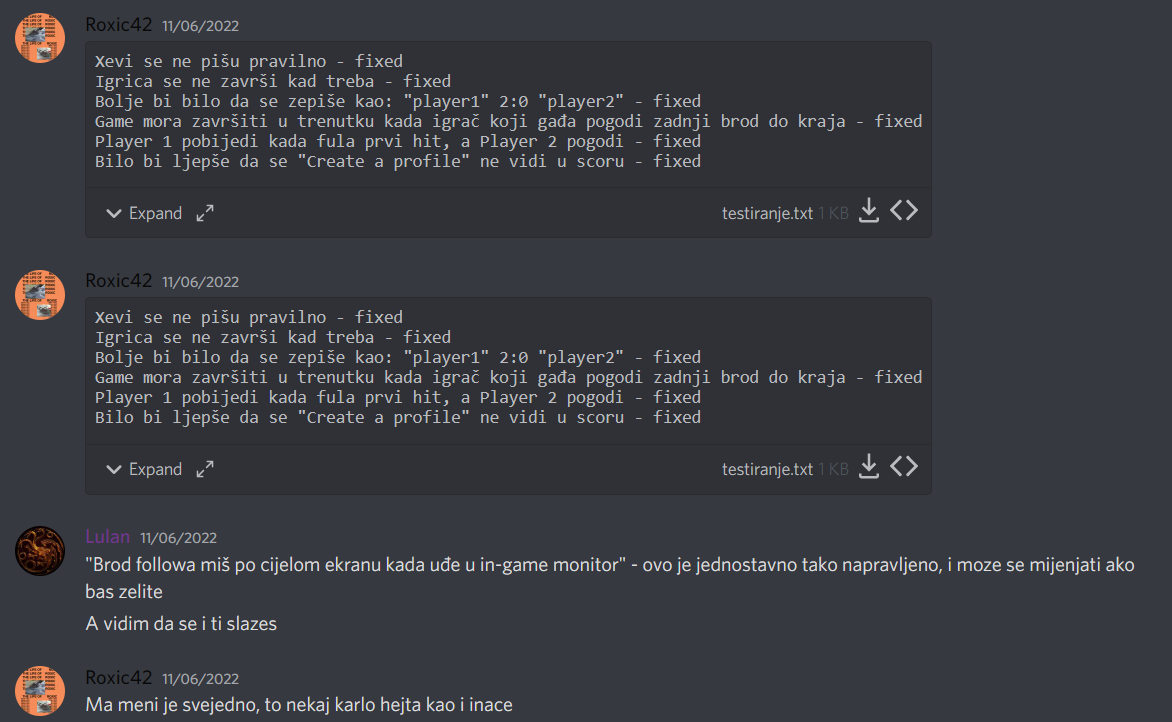 Roxic42 11/06/2022
Xevi se ne pišu pravilno - fixed
Igrica se ne završi kad treba - fixed
Bolje bi bilo da se zepiše kao: "player1" 2:0 "player2" - fixed
Game mora završiti u trenutku kada igrač koji gađa pogodi zadnji brod do kraja - fixed
Player 1 pobijedi kada fula prvi hit, a Player 2 pogodi - fixed
Bilo bi ljepše da se "Create a profile" ne vidi u scoru - fixed
Expand testiranje.txt 1 KB
Roxic42 11/06/2022
Xevi se ne pišu pravilno - fixed
Igrica se ne završi kad treba - fixed
Bolje bi bilo da se zepiše kao: "player1" 2:0 "player2" - fixed
Game mora završiti u trenutku kada igrač koji gađa pogodi zadnji brod do kraja - fixed
Player 1 pobijedi kada fula prvi hit, a Player 2 pogodi - fixed
Bilo bi ljepše da se "Create a profile" ne vidi u scoru - fixed
Expand testiranje.txt 1 KB
Lulan 11/06/2022
"Brod followa miš po cijelom ekranu kada uđe u in-game monitor" - ovo je jednostavno tako napravljeno, i moze se mijenjati ako
bas zelite
A vidim da se i ti slazes
Roxic42 11/06/2022
Ma meni je svejedno, to nekaj karlo hejta kao i inace